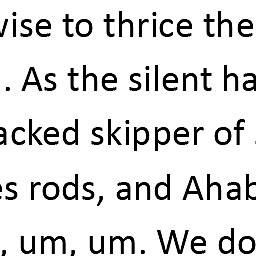 wise to thrice the
. As the silent ha
acked skipper of
es rods, and Ahab
, um, um. We do